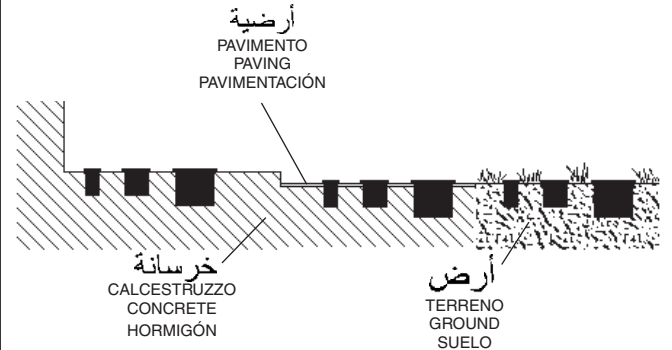 أرضية
PAVIMENTO
PAVING
PAVIMENTACIÓN
خرسانة
CALCESTRUZZO
CONCRETE
HORMIGÓN
أرض
TERRENO
GROUND
SUELO